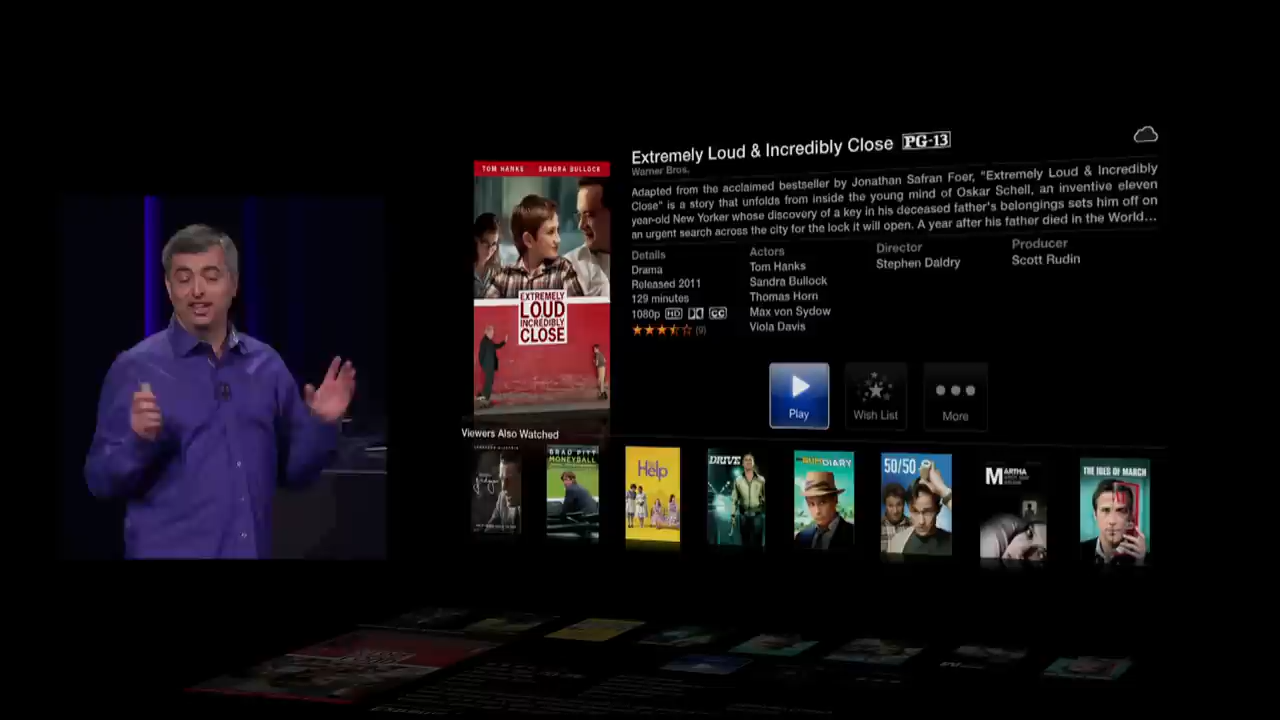 Extremely Loud & Incredibly Close PG-13
Warner Bros.
Adapted from the acclaimed bestseller by Jonathan Safran Foer, "Extremely Loud & Incredibly
Close" is a story that unfolds from inside the young mind of Oskar Schell, an inventive eleven
year-old New Yorker whose discovery of a key in his deceased father's belongings sets him off on
an urgent search across the city for the lock it will open. A year after his father died in the World...
Details
Drama
Released 2011
129 minutes
1080p HD CC
(9)
Actors
Tom Hanks
Sandra Bullock
Thomas Horn
Max von Sydow
Viola Davis
Director
Stephen Daldry
Producer
Scott Rudin
TOM HANKS SANDRA BULLOCK
EXTREMELY
LOUD
INCREDIBLY
CLOSE
Play
Wish List
More
Viewers Also Watched
BRAD PITT
MONEYBALL
the Help
DRIVE
RUM DIARY
50/50
MARTHA
THE IDES OF MARCH